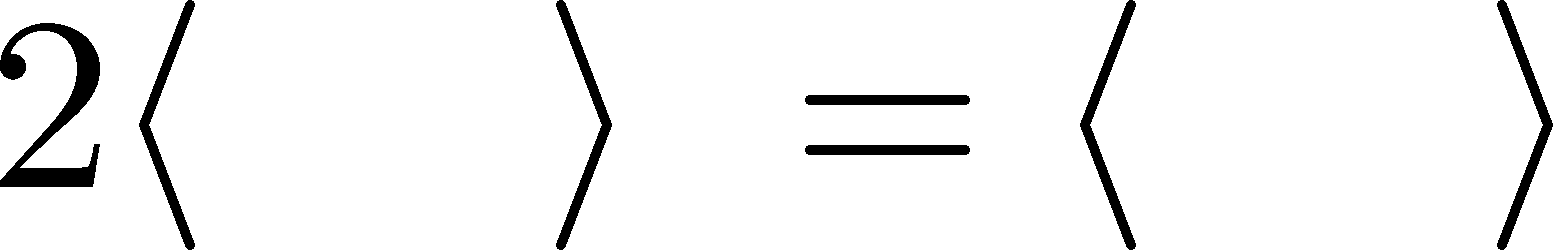 2⟨ ⟩ = ⟨ ⟩